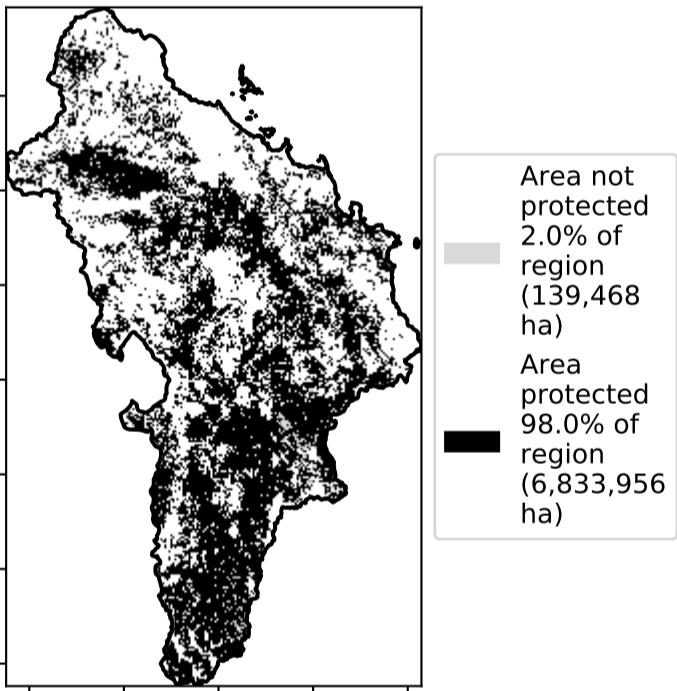 Area not
protected
2.0% of
region
(139,468
ha)
Area
protected
98.0% of
region
(6,833,956
ha)